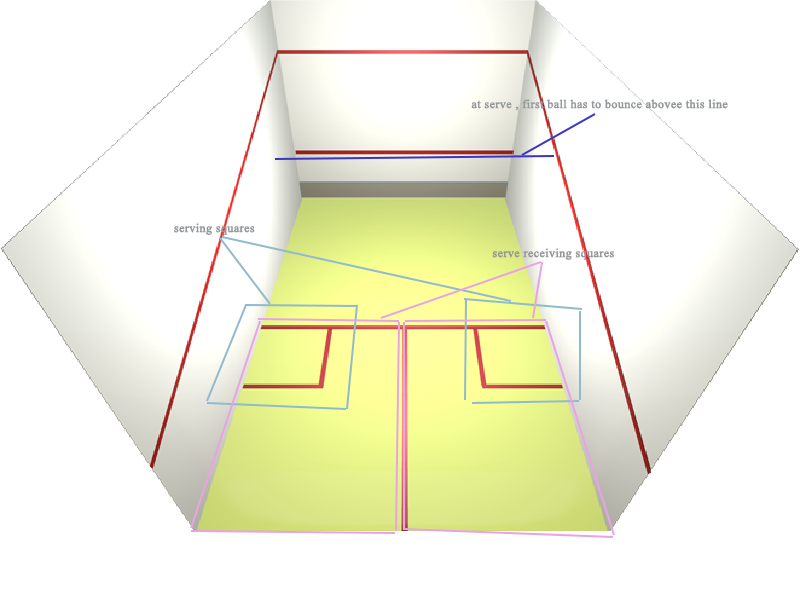 at serve , first ball has to bounce abovee this line
serving squares
serve receiving squares